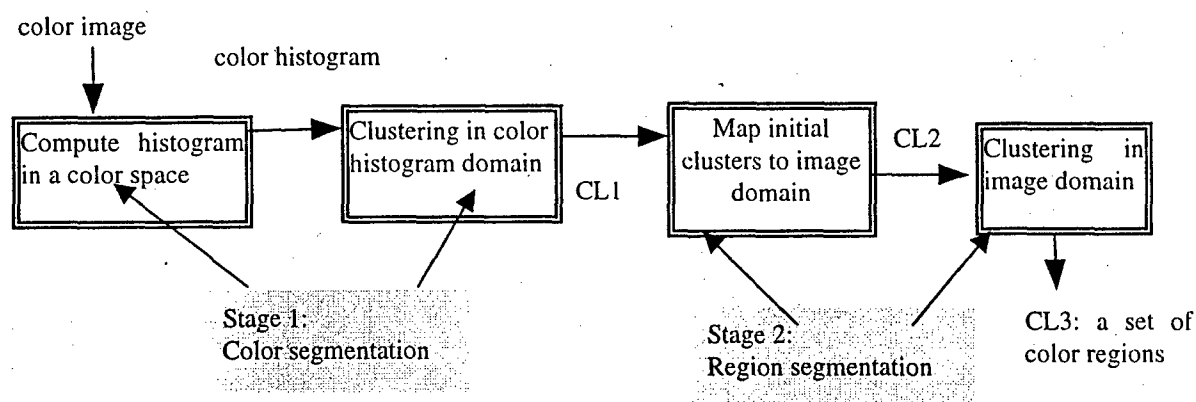 color image
color histogram
Compute histogram
in a color space
Clustering in color
histogram domain
CL1
Map initial
clusters to image
domain
CL2
Clustering in
image domain
Stage 1:
Color segmentation
Stage 2:
Region segmentation
CL3: a set of
color regions